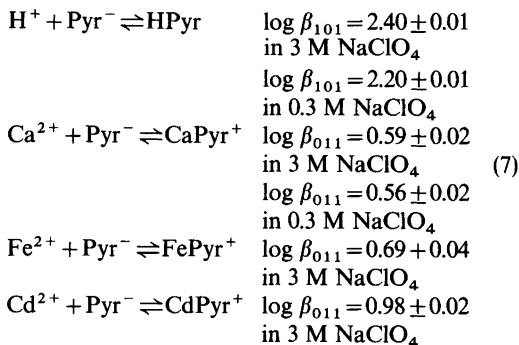 H⁺ + Pyr⁻ ⇌ HPyr log β₁₀₁ = 2.40 ± 0.01
in 3 M NaClO₄
log β₁₀₁ = 2.20 ± 0.01
in 0.3 M NaClO₄
Ca²⁺ + Pyr⁻ ⇌ CaPyr⁺ log β₀₁₁ = 0.59 ± 0.02
in 3 M NaClO₄ (7)
log β₀₁₁ = 0.56 ± 0.02
in 0.3 M NaClO₄
Fe²⁺ + Pyr⁻ ⇌ FePyr⁺ log β₀₁₁ = 0.69 + 0.04
in 3 M NaClO₄
Cd²⁺ + Pyr⁻ ⇌ CdPyr⁺ log β₀₁₁ = 0.98 ± 0.02
in 3 M NaClO₄